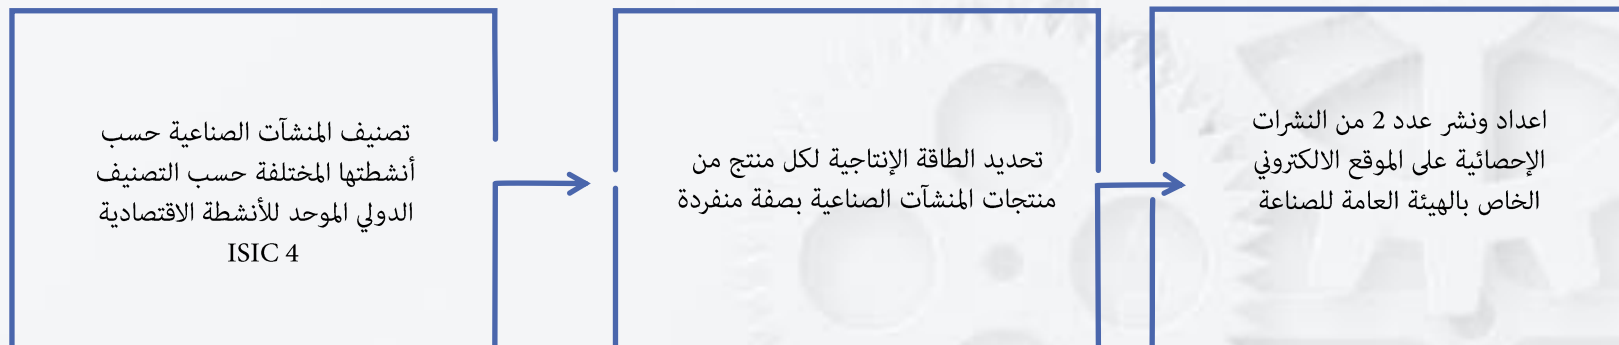 تصنيف المنشآت الصناعية حسب
أنشطتها المختلفة حسب التصنيف
الدولي الموحد للأنشطة الاقتصادية
ISIC 4
تحديد الطاقة الإنتاجية لكل منتج من
منتجات المنشآت الصناعية بصفة منفردة
اعداد ونشر عدد 2 من النشرات
الإحصائية على الموقع الالكتروني
الخاص بالهيئة العامة للصناعة